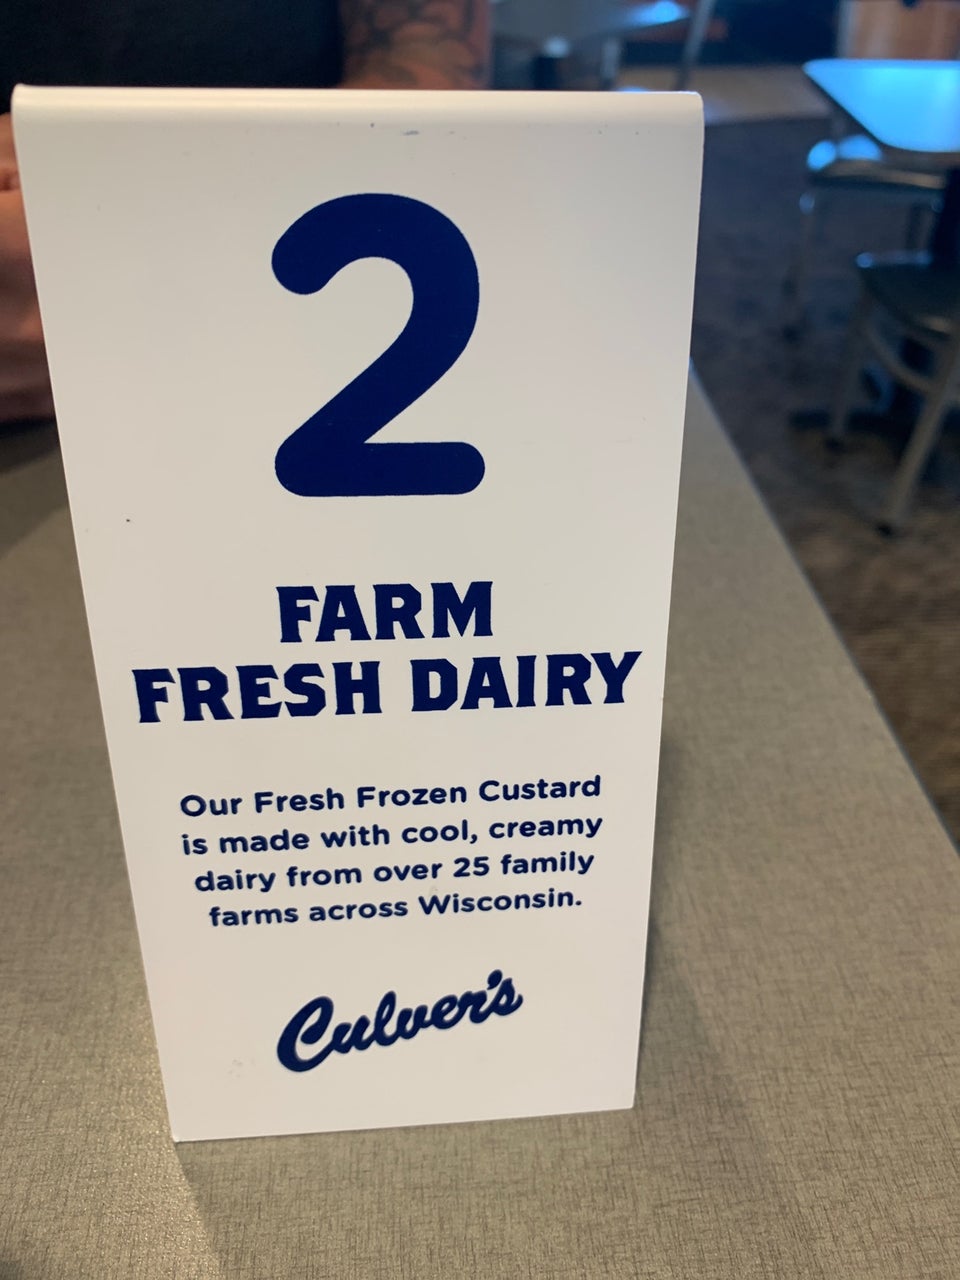 2
FARM
FRESH DAIRY
Our Fresh Frozen Custard
is made with cool, creamy
dairy from over 25 family
farms across Wisconsin.
Culver's